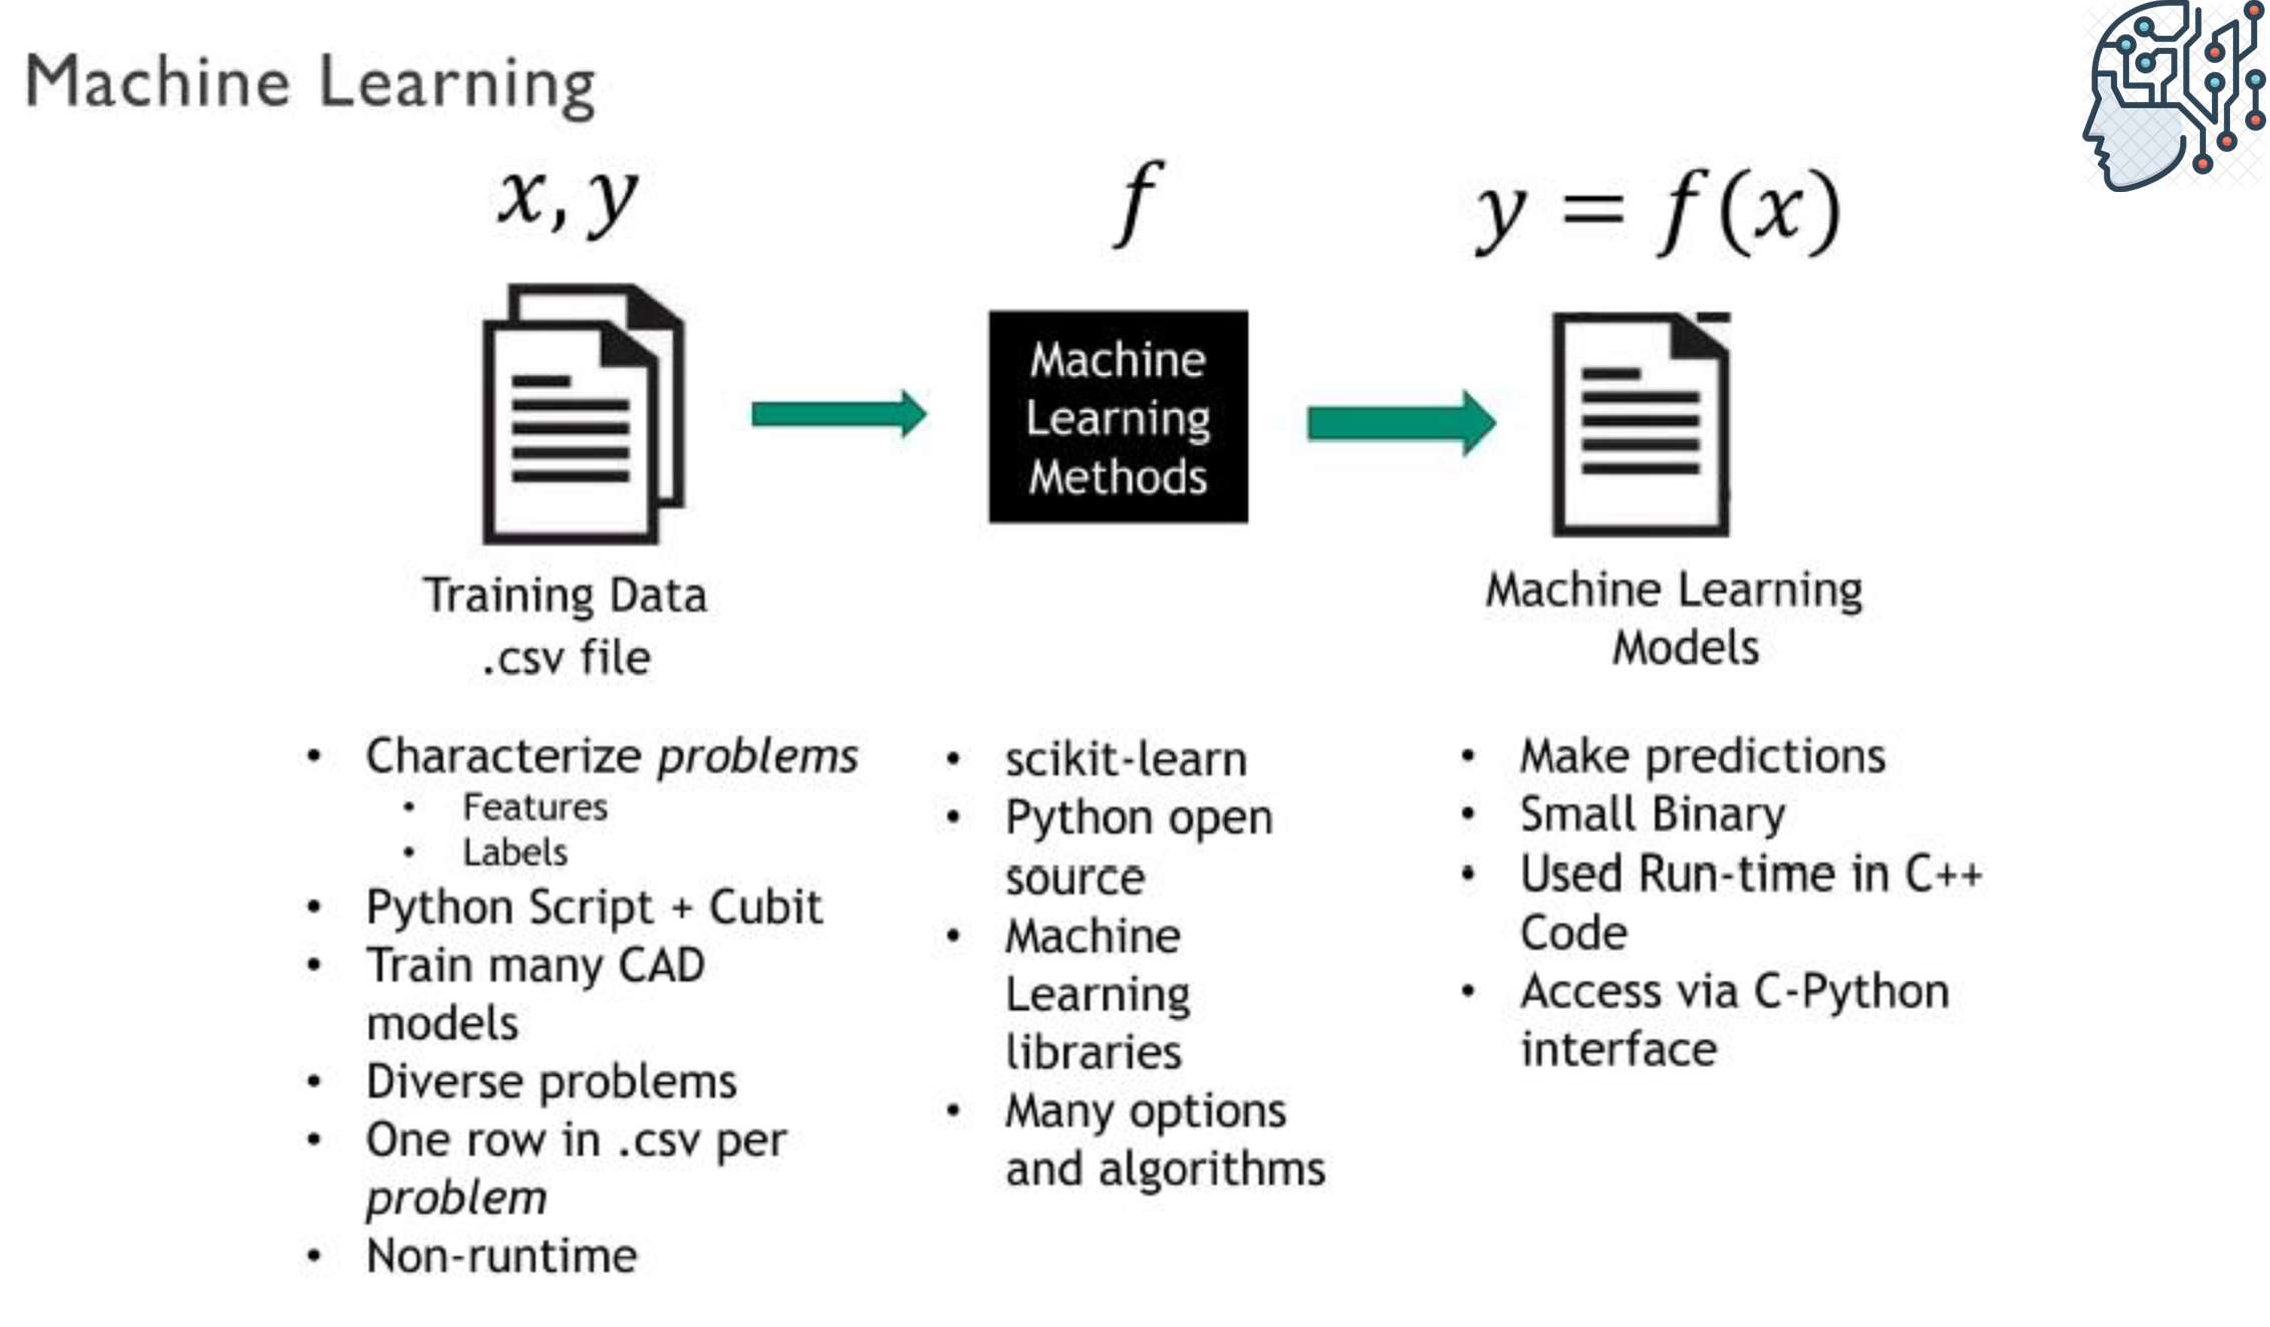 Machine Learning
x, y
f
y = f(x)
Machine
Learning
Methods
Training Data
.csv file
Machine Learning
Models
• Characterize problems
• Features
• Labels
• Python Script + Cubit
• Train many CAD
models
• Diverse problems
• One row in .csv per
problem
• Non-runtime
• scikit-learn
• Python open
source
• Machine
Learning
libraries
• Many options
and algorithms
• Make predictions
• Small Binary
• Used Run-time in C++
Code
• Access via C-Python
interface